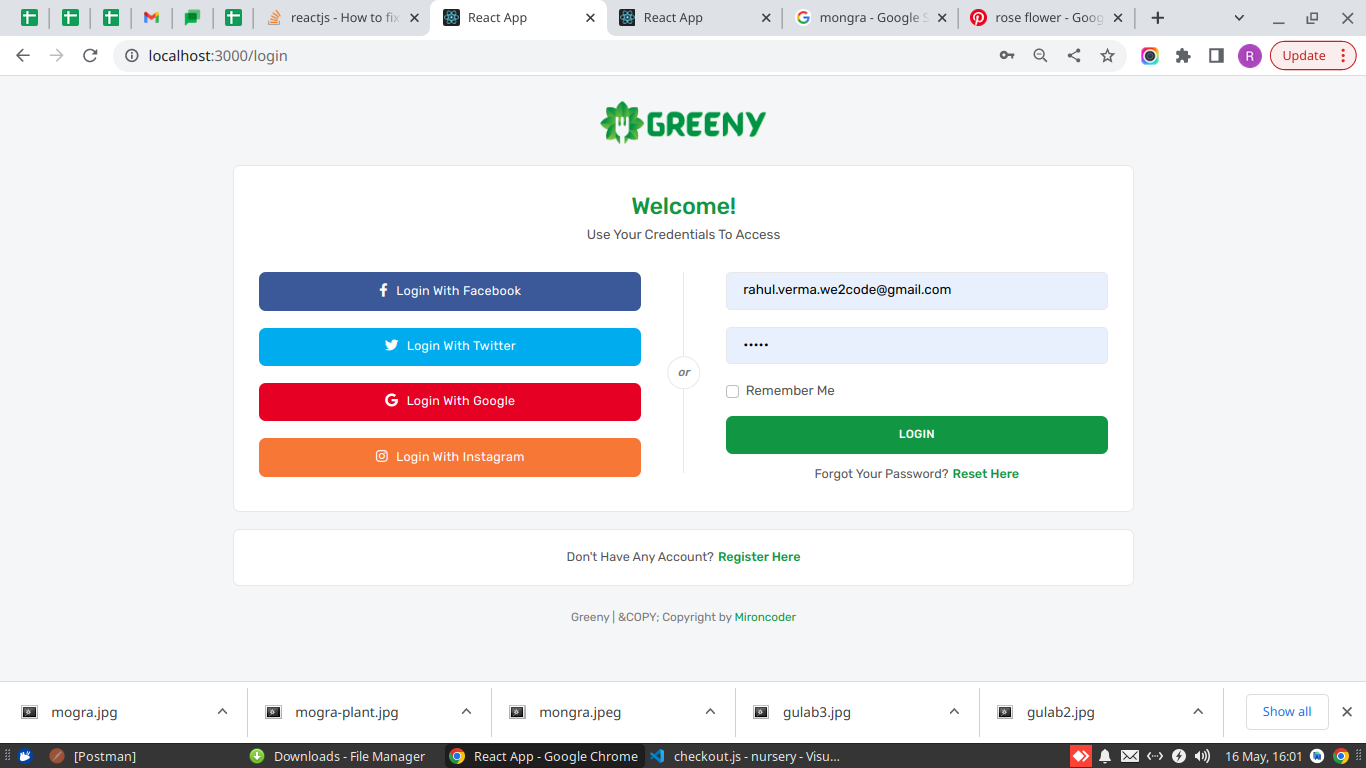 reactjs - How to fix
React App
React App
mongra - Google S
rose flower - Goog
localhost:3000/login
R
Update
GREENY
Welcome!
Use Your Credentials To Access
Login With Facebook
Login With Twitter
Login With Google
Login With Instagram
or
rahul.verma.we2code@gmail.com
•••••
Remember Me
LOGIN
Forgot Your Password? Reset Here
Don't Have Any Account? Register Here
Greeny | &COPY; Copyright by Mironcoder
mogra.jpg
mogra-plant.jpg
mongra.jpeg
gulab3.jpg
gulab2.jpg
Show all
[Postman]
Downloads - File Manager
React App - Google Chrome
checkout.js - nursery - Visu...
16 May, 16:01